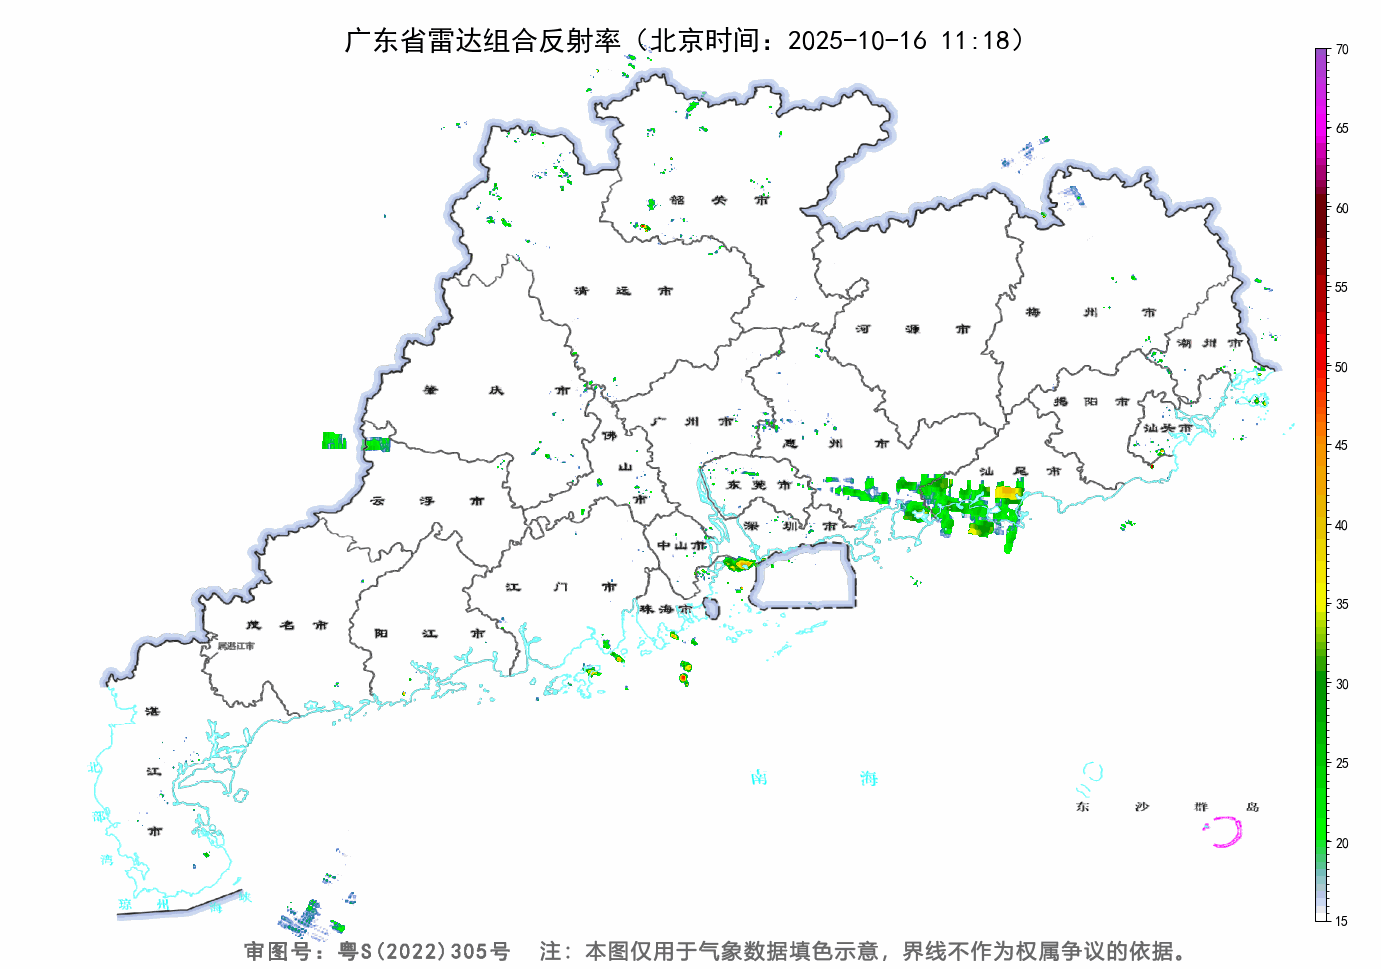 广东省雷达组合反射率（北京时间：2025-10-16 11:18）
70
65
60
55
50
45
40
35
30
25
20
15
韶关市
清远市
河源市
梅州市
潮州市
肇庆市
揭阳市
汕头市
广州市
佛山市
惠州市
汕尾市
云浮市
东莞市
深圳市
中山市
江门市
珠海市
茂名市
阳江市
属湛江市
湛江市
北部湾
琼州海峡
南海
东沙群岛
审图号：粤S(2022)305号 注：本图仅用于气象数据填色示意，界线不作为权属争议的依据。